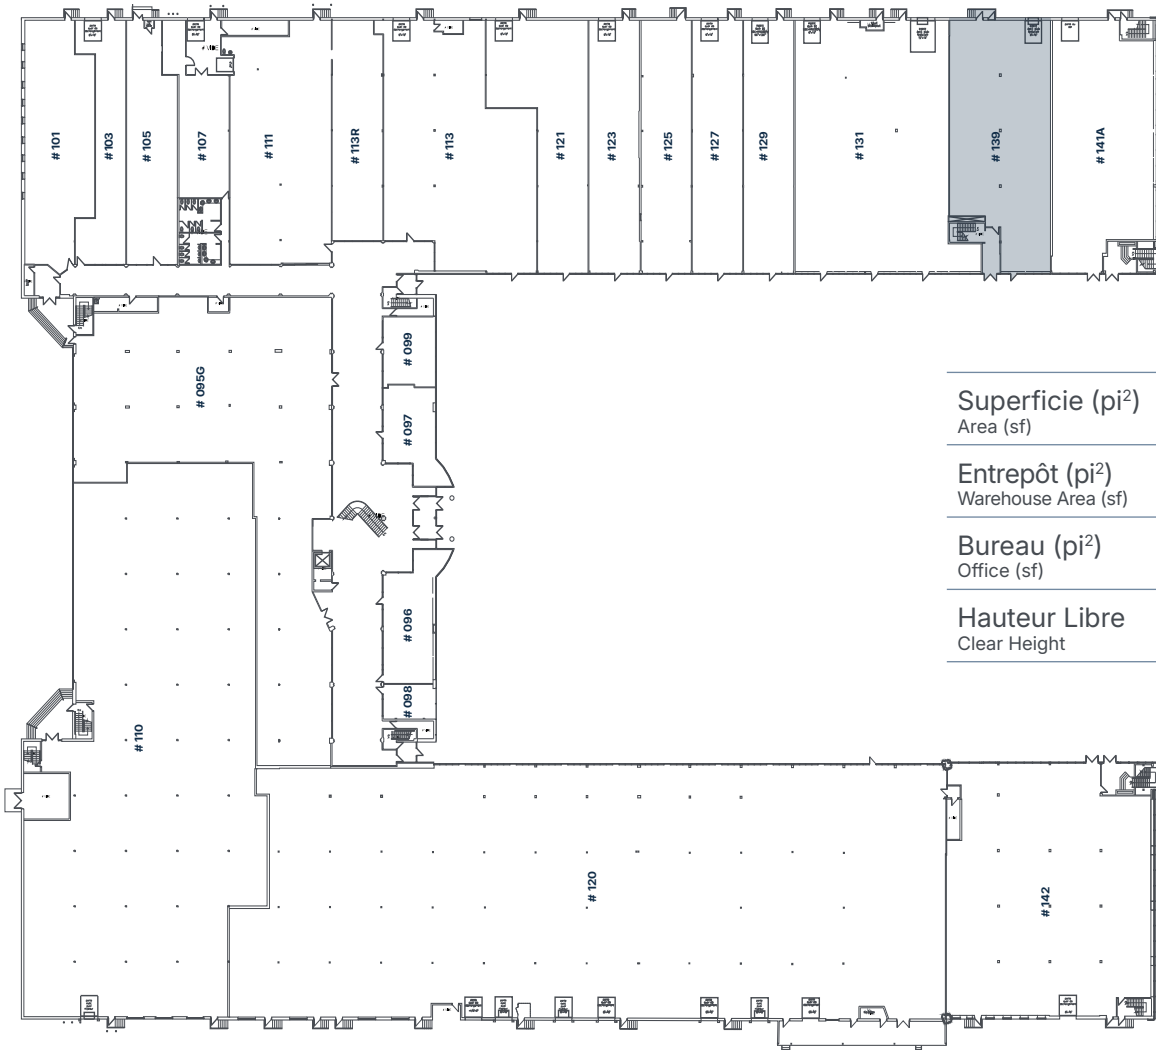 # 101
# 103
# 105
# 107
# 111
# 113R
# 113
# 121
# 123
# 125
# 127
# 129
# 131
# 139
# 141A
# 095G
# 099
# 097
# 096
# 098
# 110
# 120
# 142
Superficie (pi²)
Area (sf)
Entrepôt (pi²)
Warehouse Area (sf)
Bureau (pi²)
Office (sf)
Hauteur Libre
Clear Height